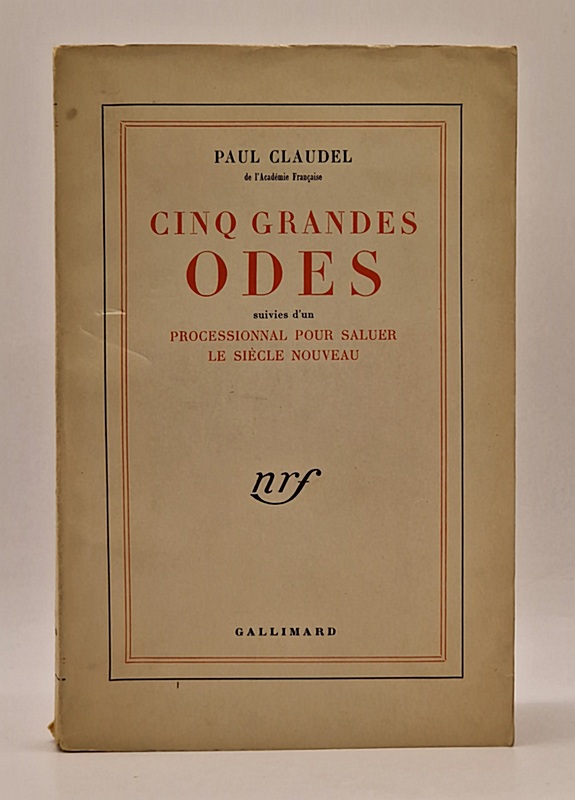 PAUL CLAUDEL
de l'Académie Française
CINQ GRANDES
ODES
suivies d'un
PROCESSIONNAL POUR SALUER
LE SIÈCLE NOUVEAU
nrf
GALLIMARD